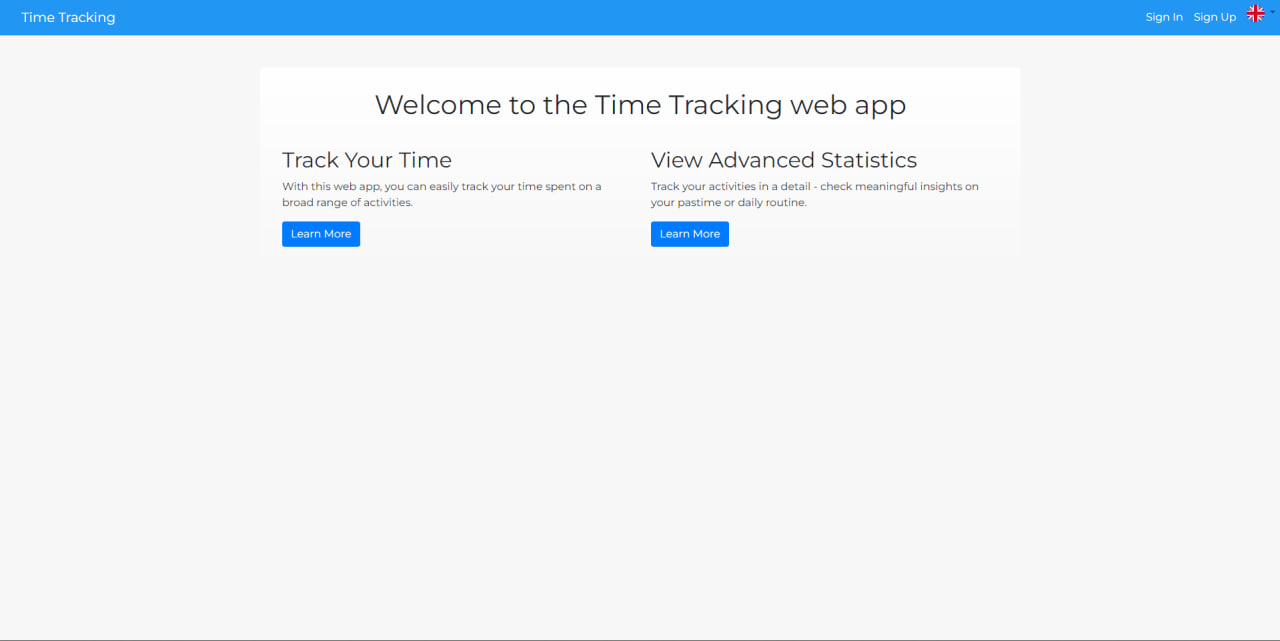 Time Tracking
Sign In
Sign Up
Welcome to the Time Tracking web app
Track Your Time
With this web app, you can easily track your time spent on a
broad range of activities.
Learn More
View Advanced Statistics
Track your activities in a detail - check meaningful insights on
your pastime or daily routine.
Learn More